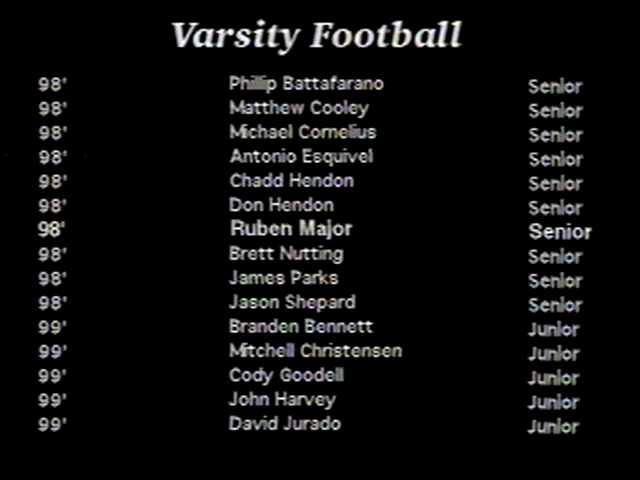 Varsity Football
98' Phillip Battafarano Senior
98' Matthew Cooley Senior
98' Michael Cornelius Senior
98' Antonio Esquivel Senior
98' Chadd Hendon Senior
98' Don Hendon Senior
98' Ruben Major Senior
98' Brett Nutting Senior
98' James Parks Senior
98' Jason Shepard Senior
99' Branden Bennett Junior
99' Mitchell Christensen Junior
99' Cody Goodell Junior
99' John Harvey Junior
99' David Jurado Junior